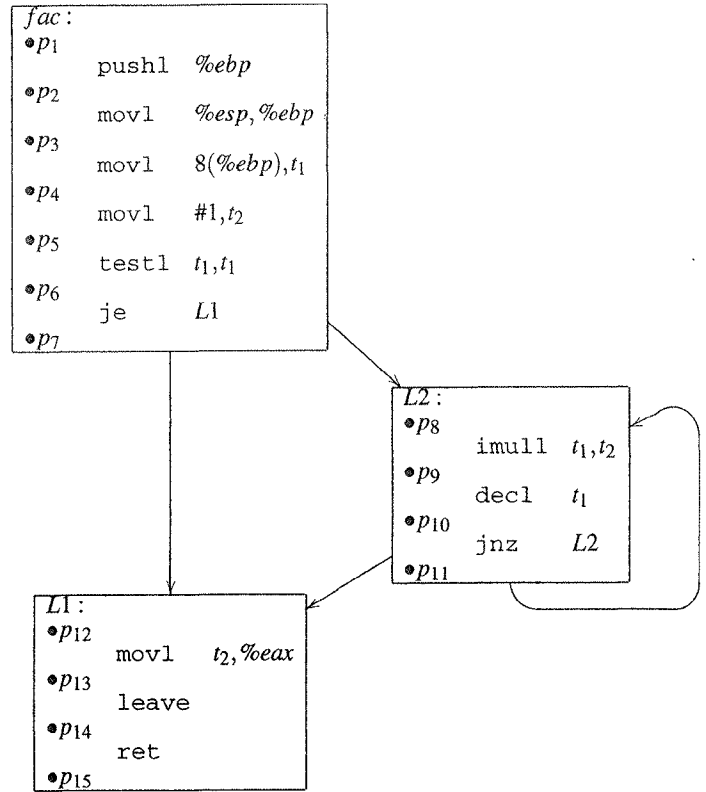 fac :
•p1
pushl %ebp
•p2
movl %esp,%ebp
•p3
movl 8(%ebp),t1
•p4
movl #1,t2
•p5
testl t1,t1
•p6
je L1
•p7
L2 :
•p8
imull t1,t2
•p9
decl t1
•p10
jnz L2
•p11
L1 :
•p12
movl t2,%eax
•p13
leave
•p14
ret
•p15